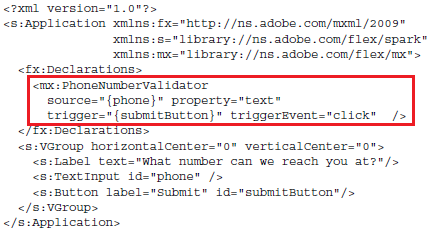 <?xml version="1.0"?>
<s:Application xmlns:fx="http://ns.adobe.com/mxml/2009"
xmlns:s="library://ns.adobe.com/flex/spark"
xmlns:mx="library://ns.adobe.com/flex/mx">
<fx:Declarations>
<mx:PhoneNumberValidator
source="{phone}" property="text"
trigger="{submitButton}" triggerEvent="click" />
</fx:Declarations>
<s:VGroup horizontalCenter="0" verticalCenter="0">
<s:Label text="What number can we reach you at?"/>
<s:TextInput id="phone" />
<s:Button label="Submit" id="submitButton"/>
</s:VGroup>
</s:Application>